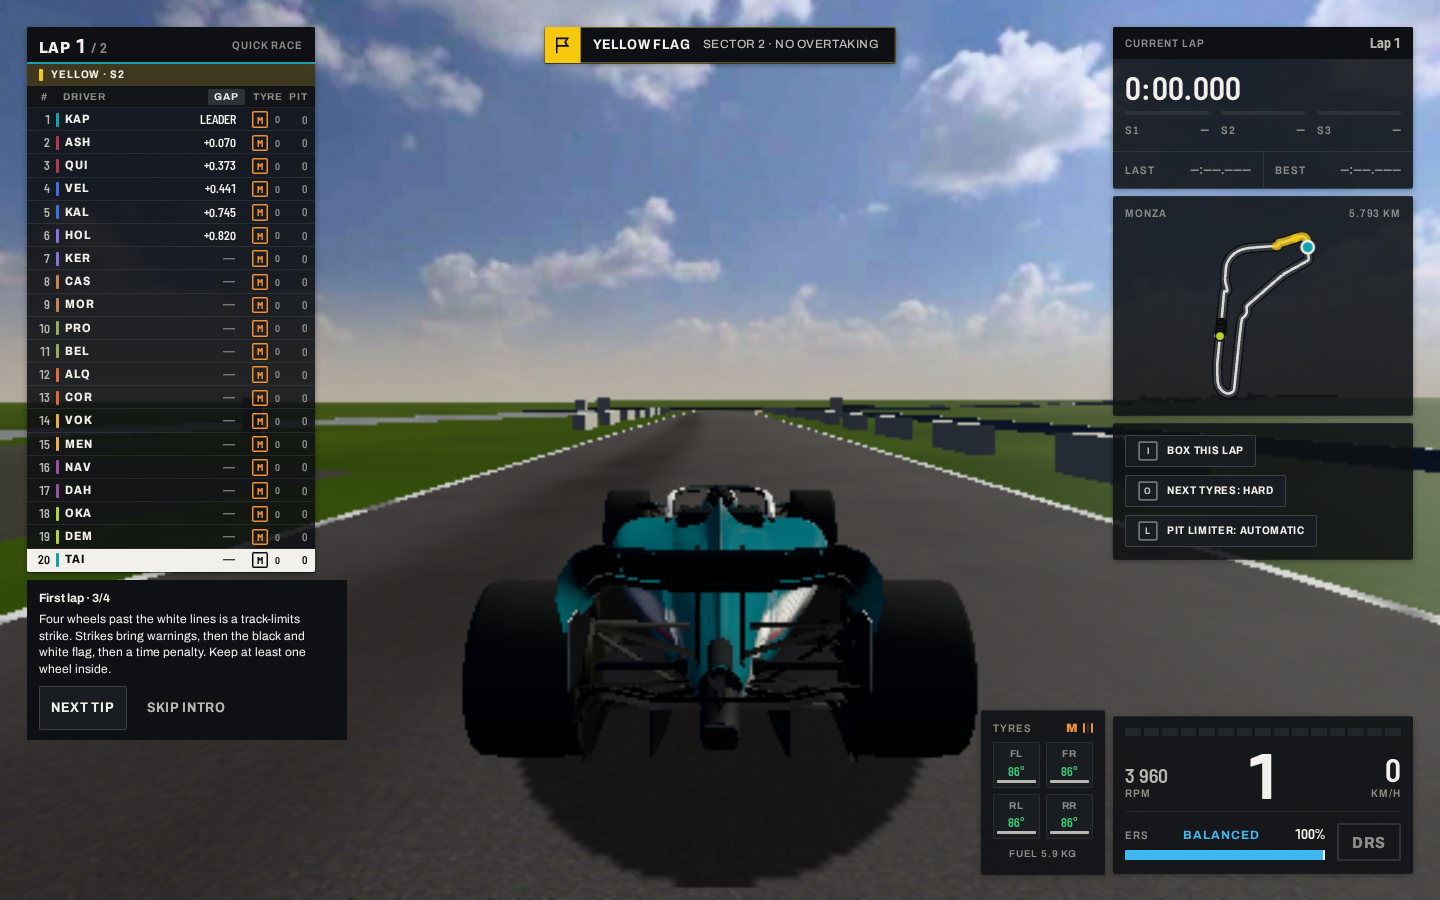 LAP 1 / 2 QUICK RACE
YELLOW · S2
# DRIVER GAP TYRE PIT
1 KAP LEADER M 0 0
2 ASH +0.070 M 0 0
3 QUI +0.373 M 0 0
4 VEL +0.441 M 0 0
5 KAL +0.745 M 0 0
6 HOL +0.820 M 0 0
7 KER — M 0 0
8 CAS — M 0 0
9 MOR — M 0 0
10 PRO — M 0 0
11 BEL — M 0 0
12 ALQ — M 0 0
13 COR — M 0 0
14 VOK — M 0 0
15 MEN — M 0 0
16 NAV — M 0 0
17 DAH — M 0 0
18 OKA — M 0 0
19 DEM — M 0 0
20 TAI — M 0 0
First lap · 3/4
Four wheels past the white lines is a track-limits
strike. Strikes bring warnings, then the black and
white flag, then a time penalty. Keep at least one
wheel inside.
NEXT TIP SKIP INTRO
YELLOW FLAG SECTOR 2 · NO OVERTAKING
CURRENT LAP Lap 1
0:00.000
S1 — S2 — S3 —
LAST —:——.——— BEST —:——.———
MONZA 5.793 KM
I BOX THIS LAP
O NEXT TYRES: HARD
L PIT LIMITER: AUTOMATIC
TYRES M
FL FR
86° 86°
RL RR
86° 86°
FUEL 5.9 KG
3 960 1 0
RPM KM/H
ERS BALANCED 100% DRS